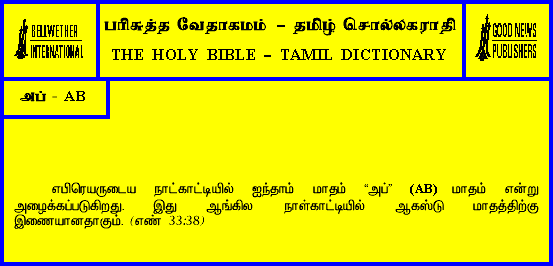 BELLWETHER
INTERNATIONAL
பரிசுத்த வேதாகமம் – தமிழ் சொல்லகராதி
THE HOLY BIBLE – TAMIL DICTIONARY
GOOD NEWS
PUBLISHERS
அப் - AB
எபிரெயருடைய நாட்காட்டியில் ஐந்தாம் மாதம் “அப்” (AB) மாதம் என்று
அழைக்கப்படுகிறது. இது ஆங்கில நாள்காட்டியில் ஆகஸ்டு மாதத்திற்கு
இணையானதாகும். (எண் 33:38)